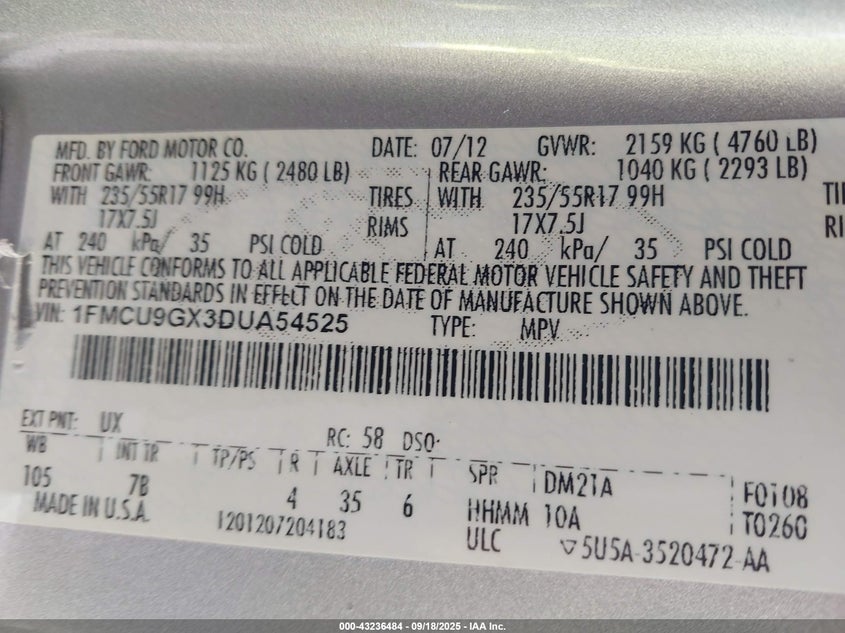 MFD. BY FORD MOTOR CO. DATE: 07/12 GVWR: 2159 KG ( 4760 LB)
FRONT GAWR: 1125 KG ( 2480 LB) REAR GAWR: 1040 KG ( 2293 LB)
WITH 235/55R17 99H TIRES WITH 235/55R17 99H TI
17X7.5J RIMS 17X7.5J RI
AT 240 kPa/ 35 PSI COLD AT 240 kPa/ 35 PSI COLD
THIS VEHICLE CONFORMS TO ALL APPLICABLE FEDERAL MOTOR VEHICLE SAFETY AND THEFT
PREVENTION STANDARDS IN EFFECT ON THE DATE OF MANUFACTURE SHOWN ABOVE.
VIN: 1FMCU9GX3DUA54525 TYPE: MPV
EXT PNT: UX RC: 58 DSO:
WB INT TR TP/PS R AXLE TR SPR DM21A F0108
105 7B 4 35 6 HHMM 10A T0260
MADE IN U.S.A. 1201207204183 ULC ▽5U5A-3520472-AA
000-43236484 - 09/18/2025 - IAA Inc.